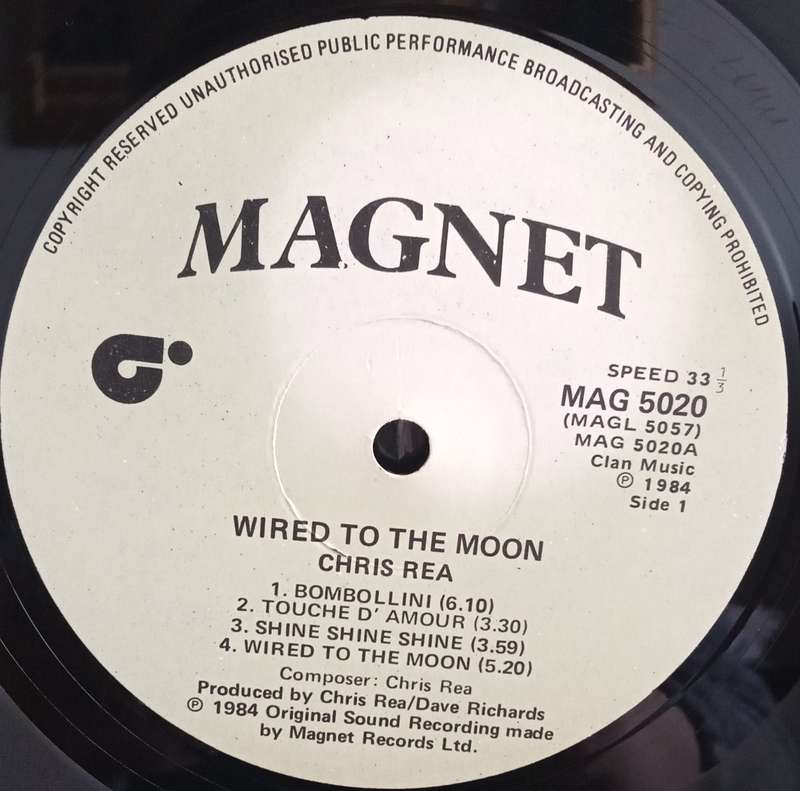 COPYRIGHT RESERVED UNAUTHORISED PUBLIC PERFORMANCE BROADCASTING AND COPYING PROHIBITED
MAGNET
SPEED 33 1/3
MAG 5020
(MAGL 5057)
MAG 5020A
Clan Music
℗ 1984
Side 1
WIRED TO THE MOON
CHRIS REA
1. BOMBOLLINI (6.10)
2. TOUCHE D' AMOUR (3.30)
3. SHINE SHINE SHINE (3.59)
4. WIRED TO THE MOON (5.20)
Composer: Chris Rea
Produced by Chris Rea/Dave Richards
℗ 1984 Original Sound Recording made
by Magnet Records Ltd.